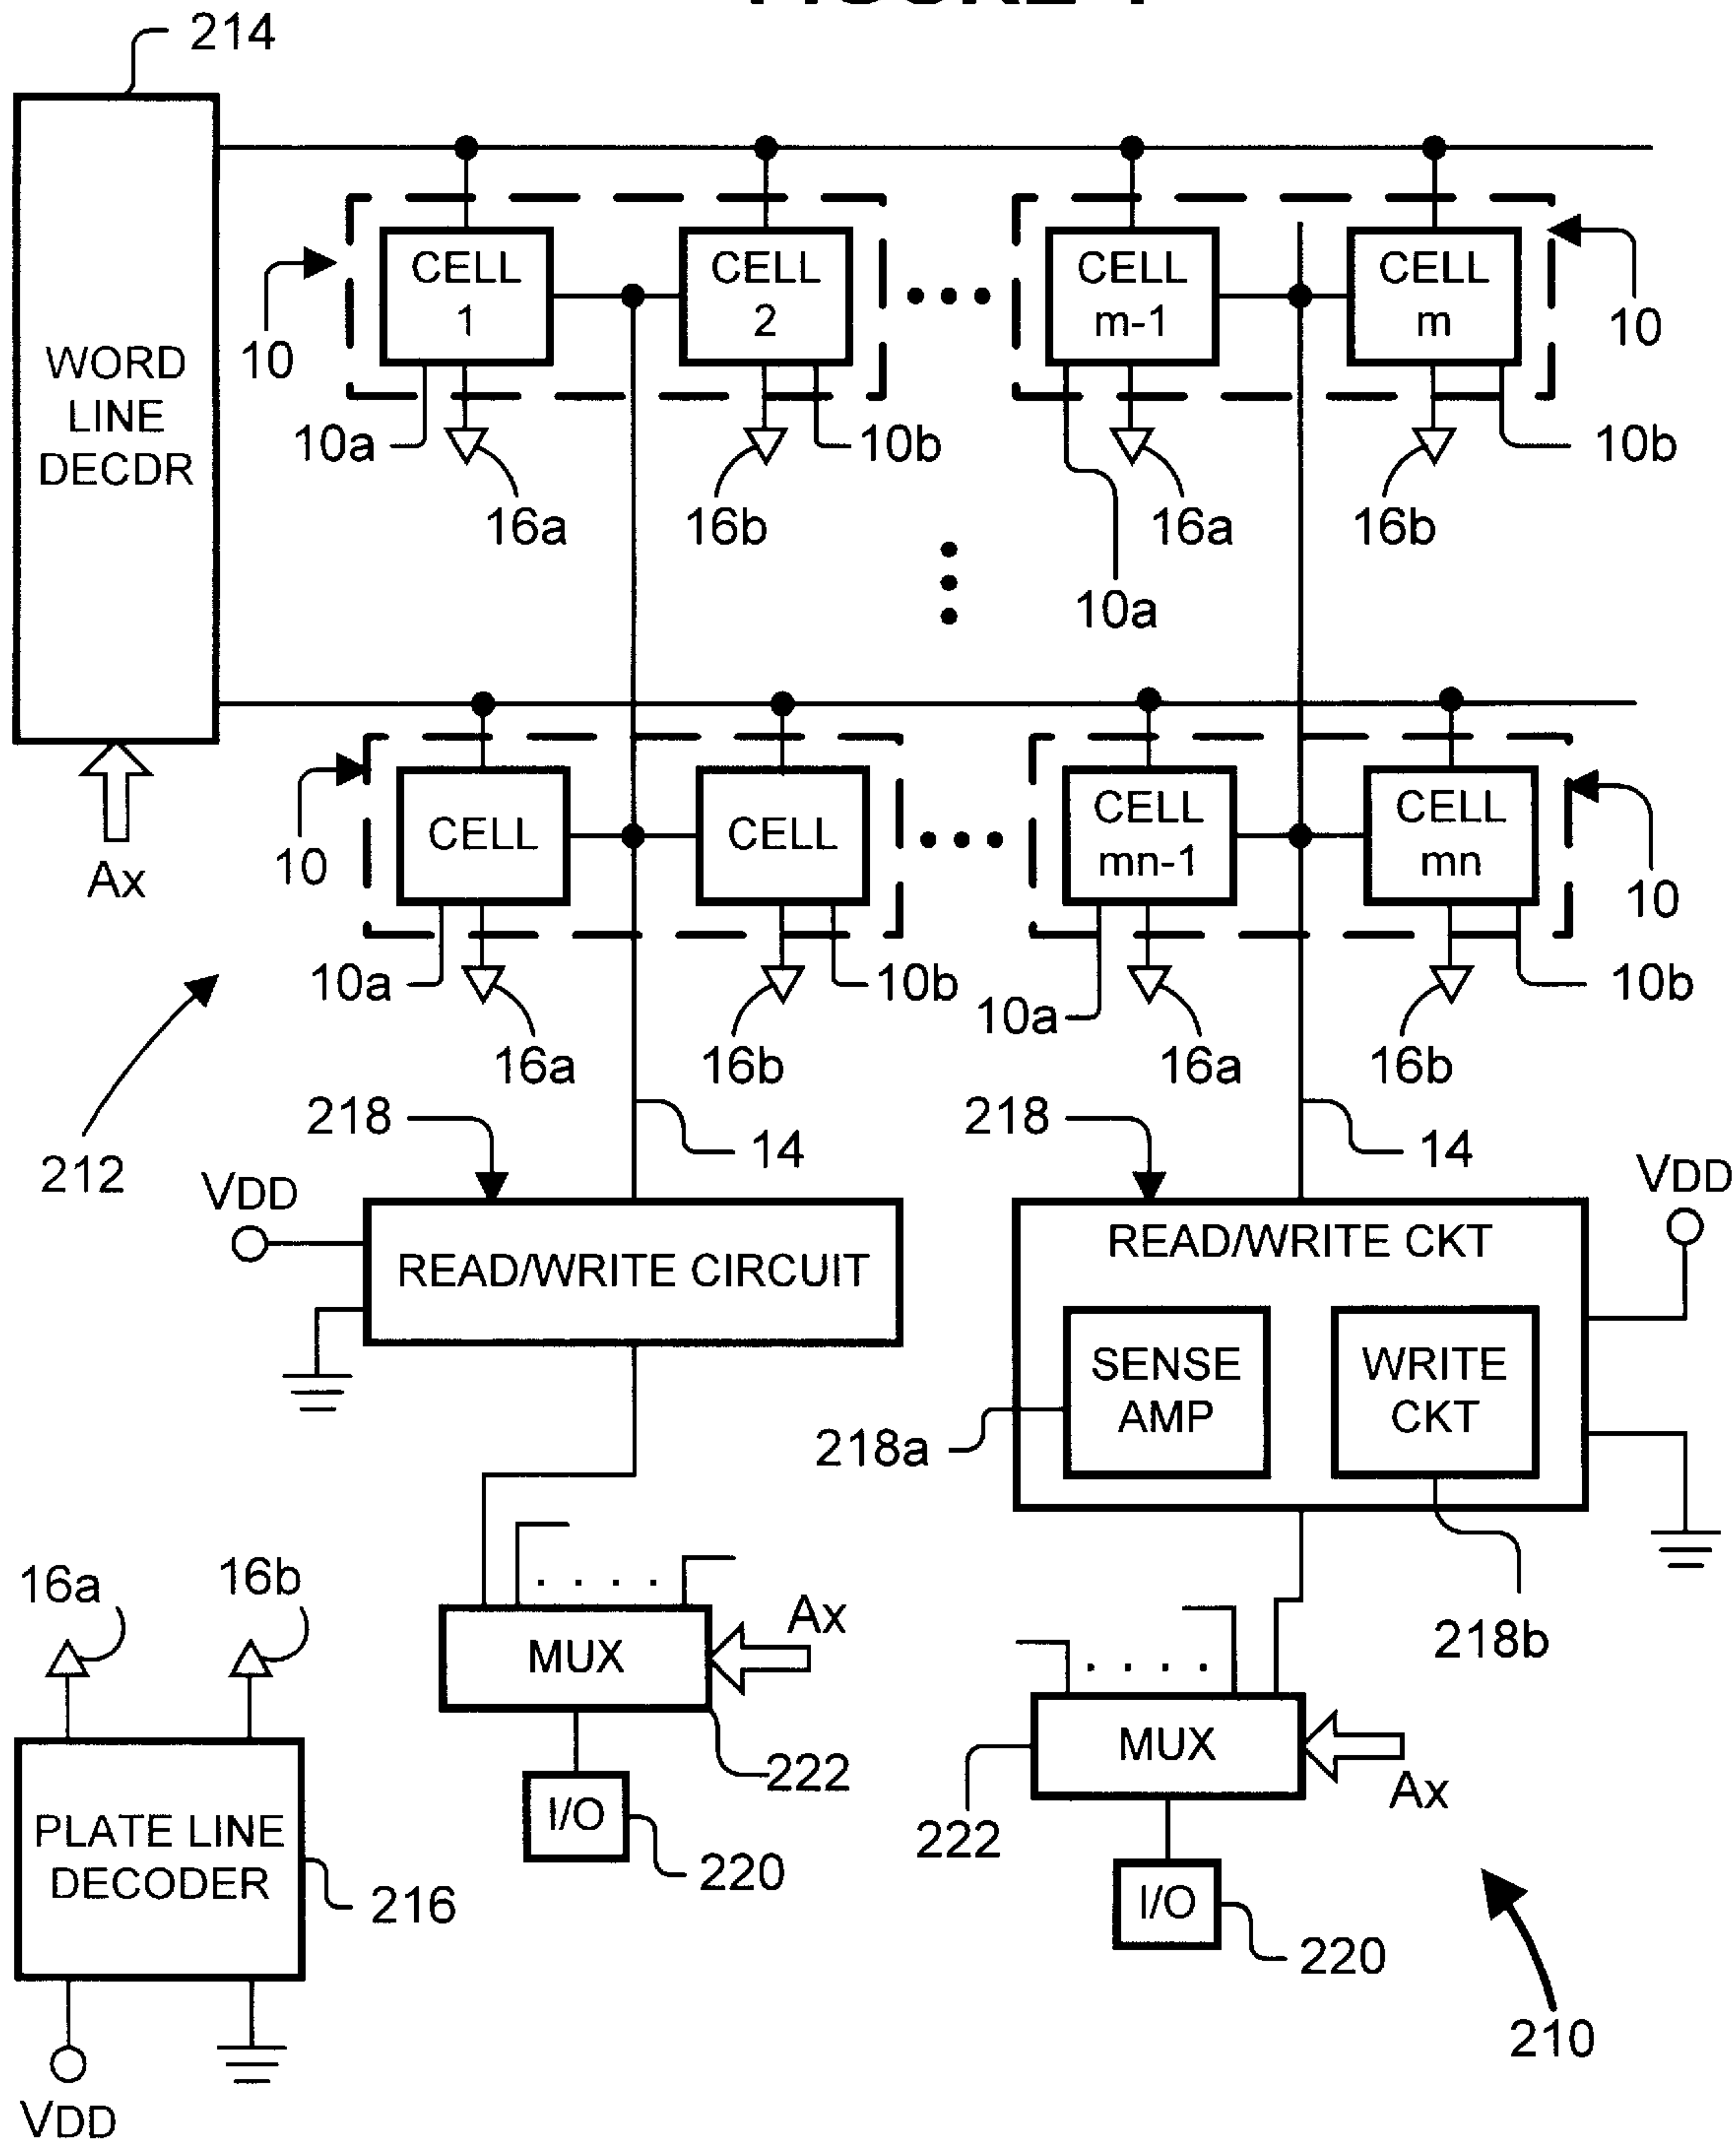 214
CELL
1
CELL
2
CELL
m-1
CELL
m
10
10
WORD
LINE
DECDR
10a
10b
10b
16a
16b
16a
16b
10a
CELL
CELL
CELL
mn-1
CELL
mn
Ax
10
10
10a
10b
10a
10b
16a
16b
16a
16b
212
218
14
218
14
VDD
VDD
READ/WRITE CIRCUIT
READ/WRITE CKT
SENSE
AMP
WRITE
CKT
218a
16a
16b
218b
MUX
Ax
MUX
Ax
222
222
I/O
220
I/O
220
PLATE LINE
DECODER
216
210
VDD